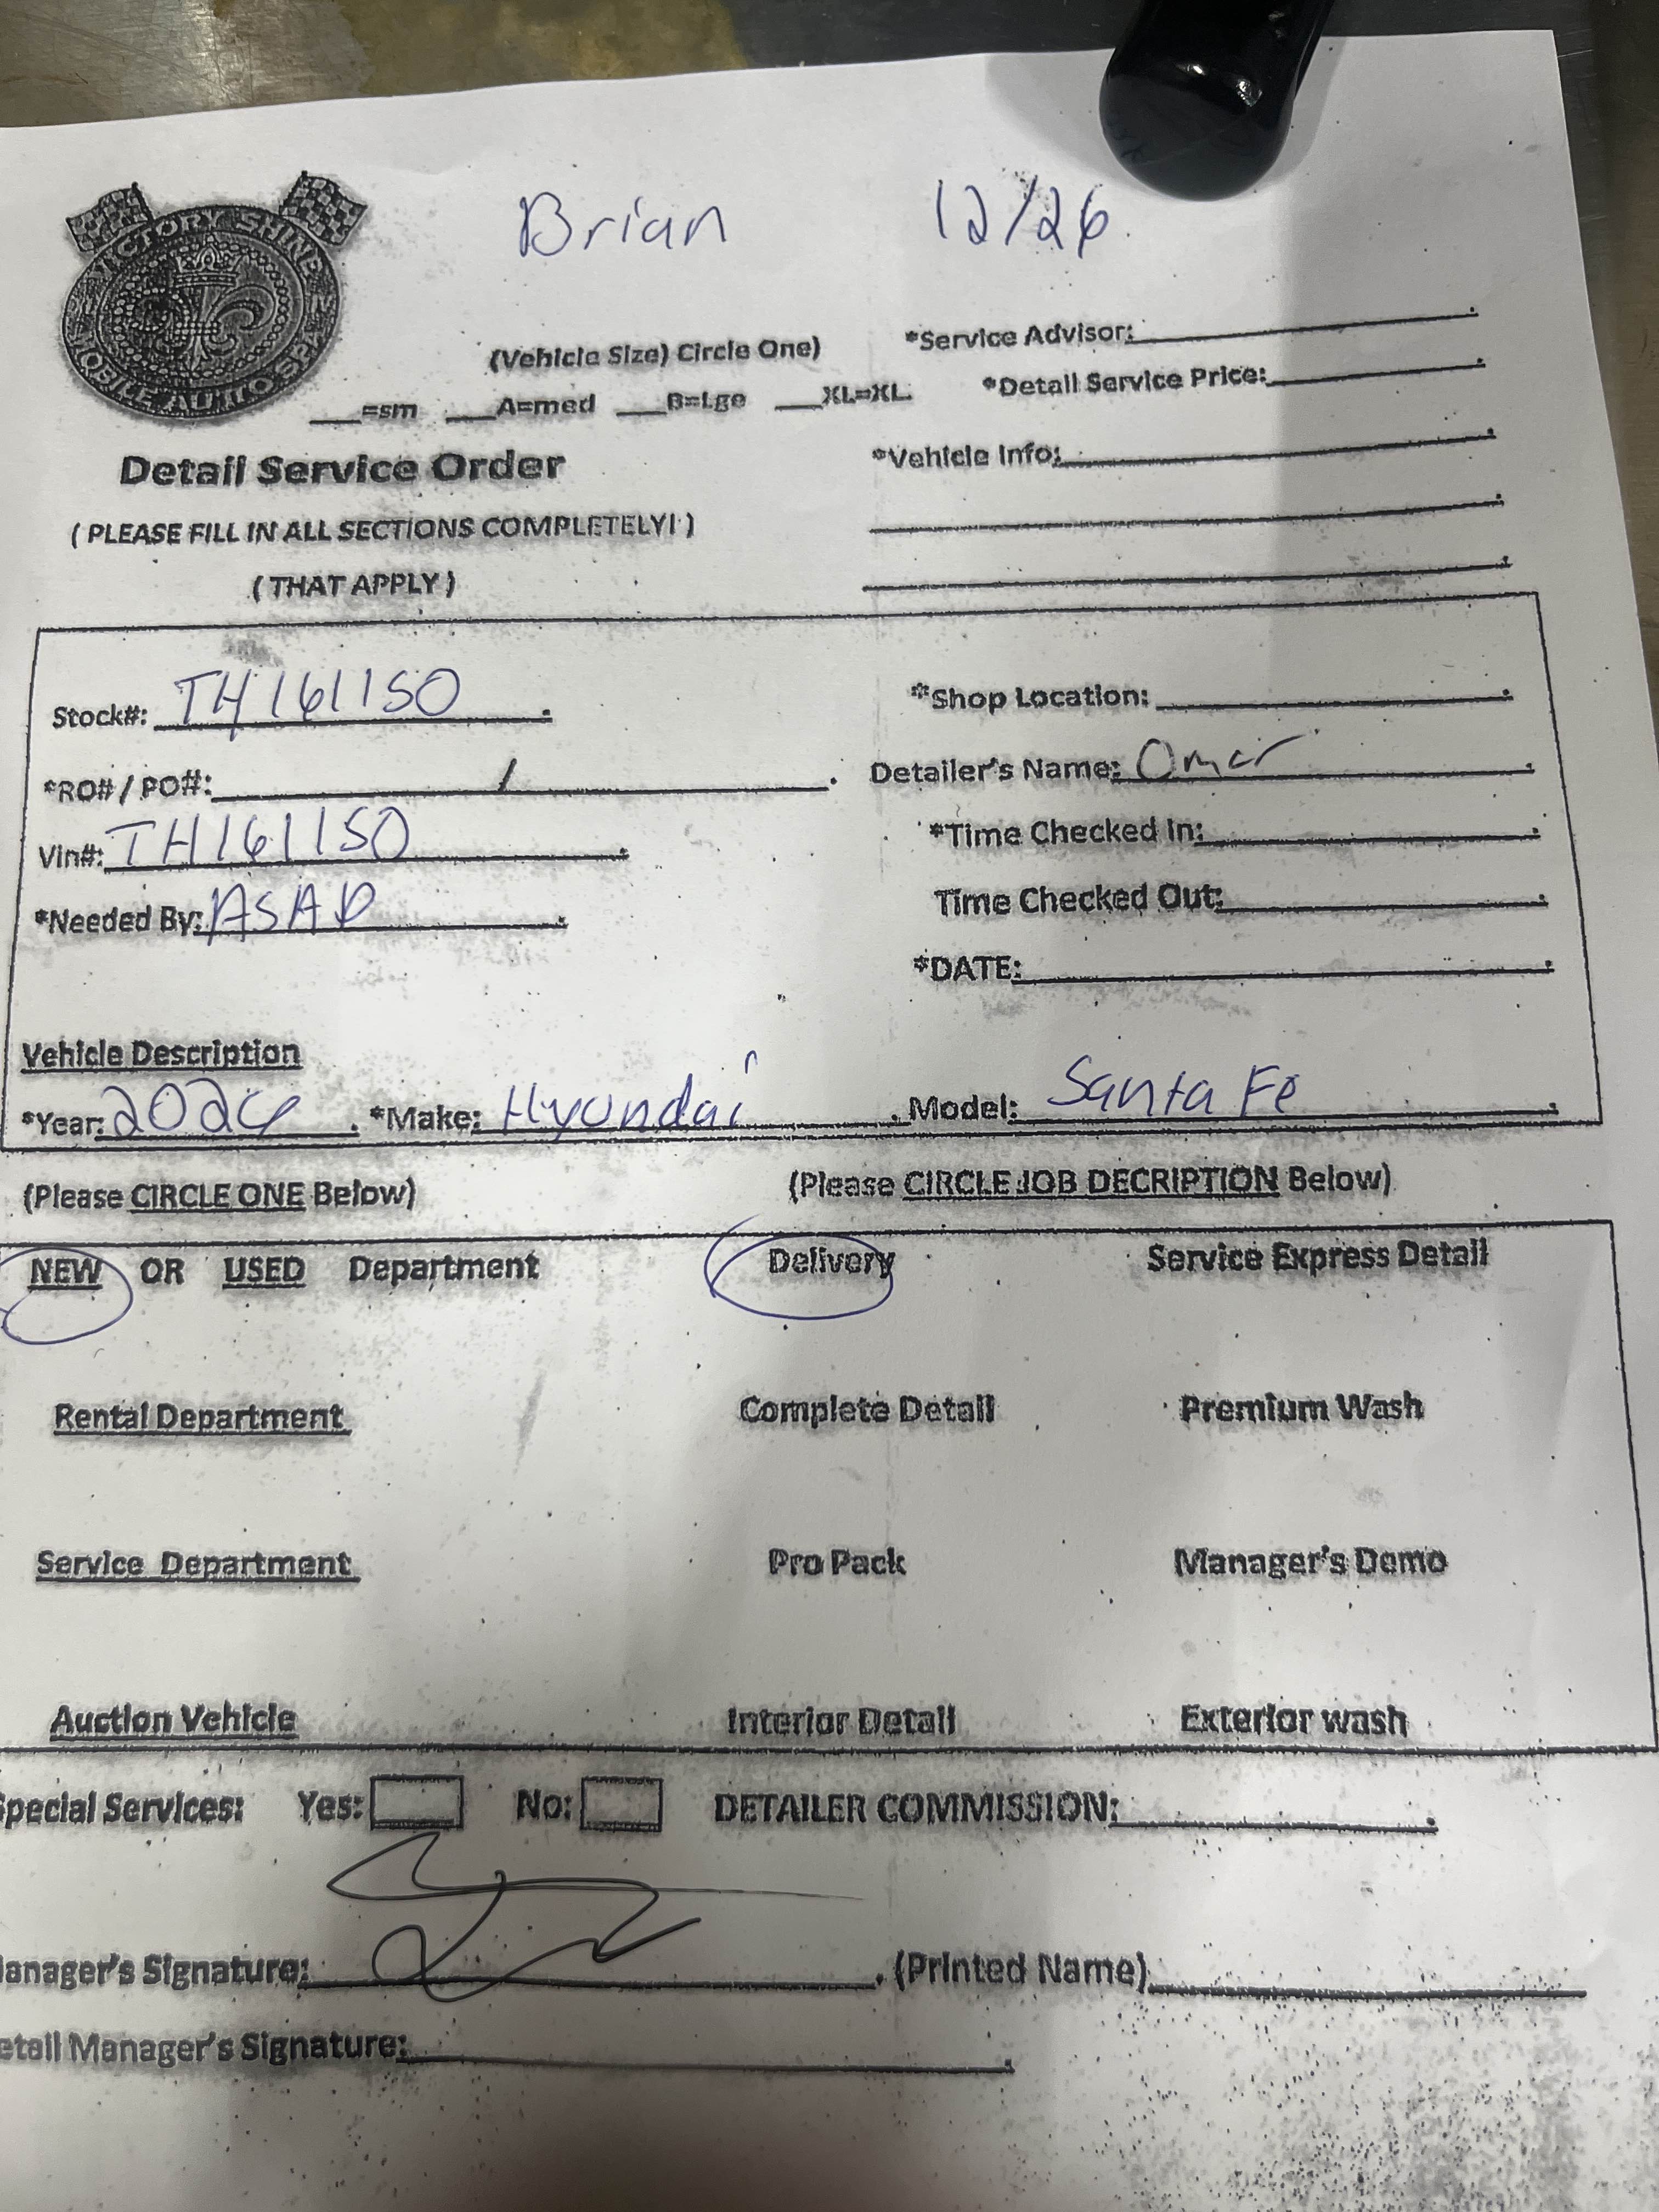 Brian 12/26
VICTORY SHINE
MOBILE AUTO SPA
(Vehicle Size) Circle One)
*Service Advisor:
___=sm ___A=med ___B=Lge ___XL=XL.
*Detail Service Price:
Detail Service Order
*Vehicle Info:
( PLEASE FILL IN ALL SECTIONS COMPLETELY! )
( THAT APPLY )
Stock#: TH161150
*Shop Location:
*RO# / PO#: /
Detailer's Name: Omar
Vin#: TH161150
*Time Checked In:
*Needed By: ASAP
Time Checked Out:
*DATE:
Vehicle Description
*Year: 2026 . *Make: Hyundai . Model: Santa Fe
(Please CIRCLE ONE Below) (Please CIRCLE JOB DECRIPTION Below)
NEW OR USED Department Delivery Service Express Detail
Rental Department Complete Detail Premium Wash
Service Department Pro Pack Manager's Demo
Auction Vehicle Interior Detail Exterior wash
Special Services: Yes: No: DETAILER COMMISSION:
Manager's Signature: . (Printed Name)
Detail Manager's Signature: